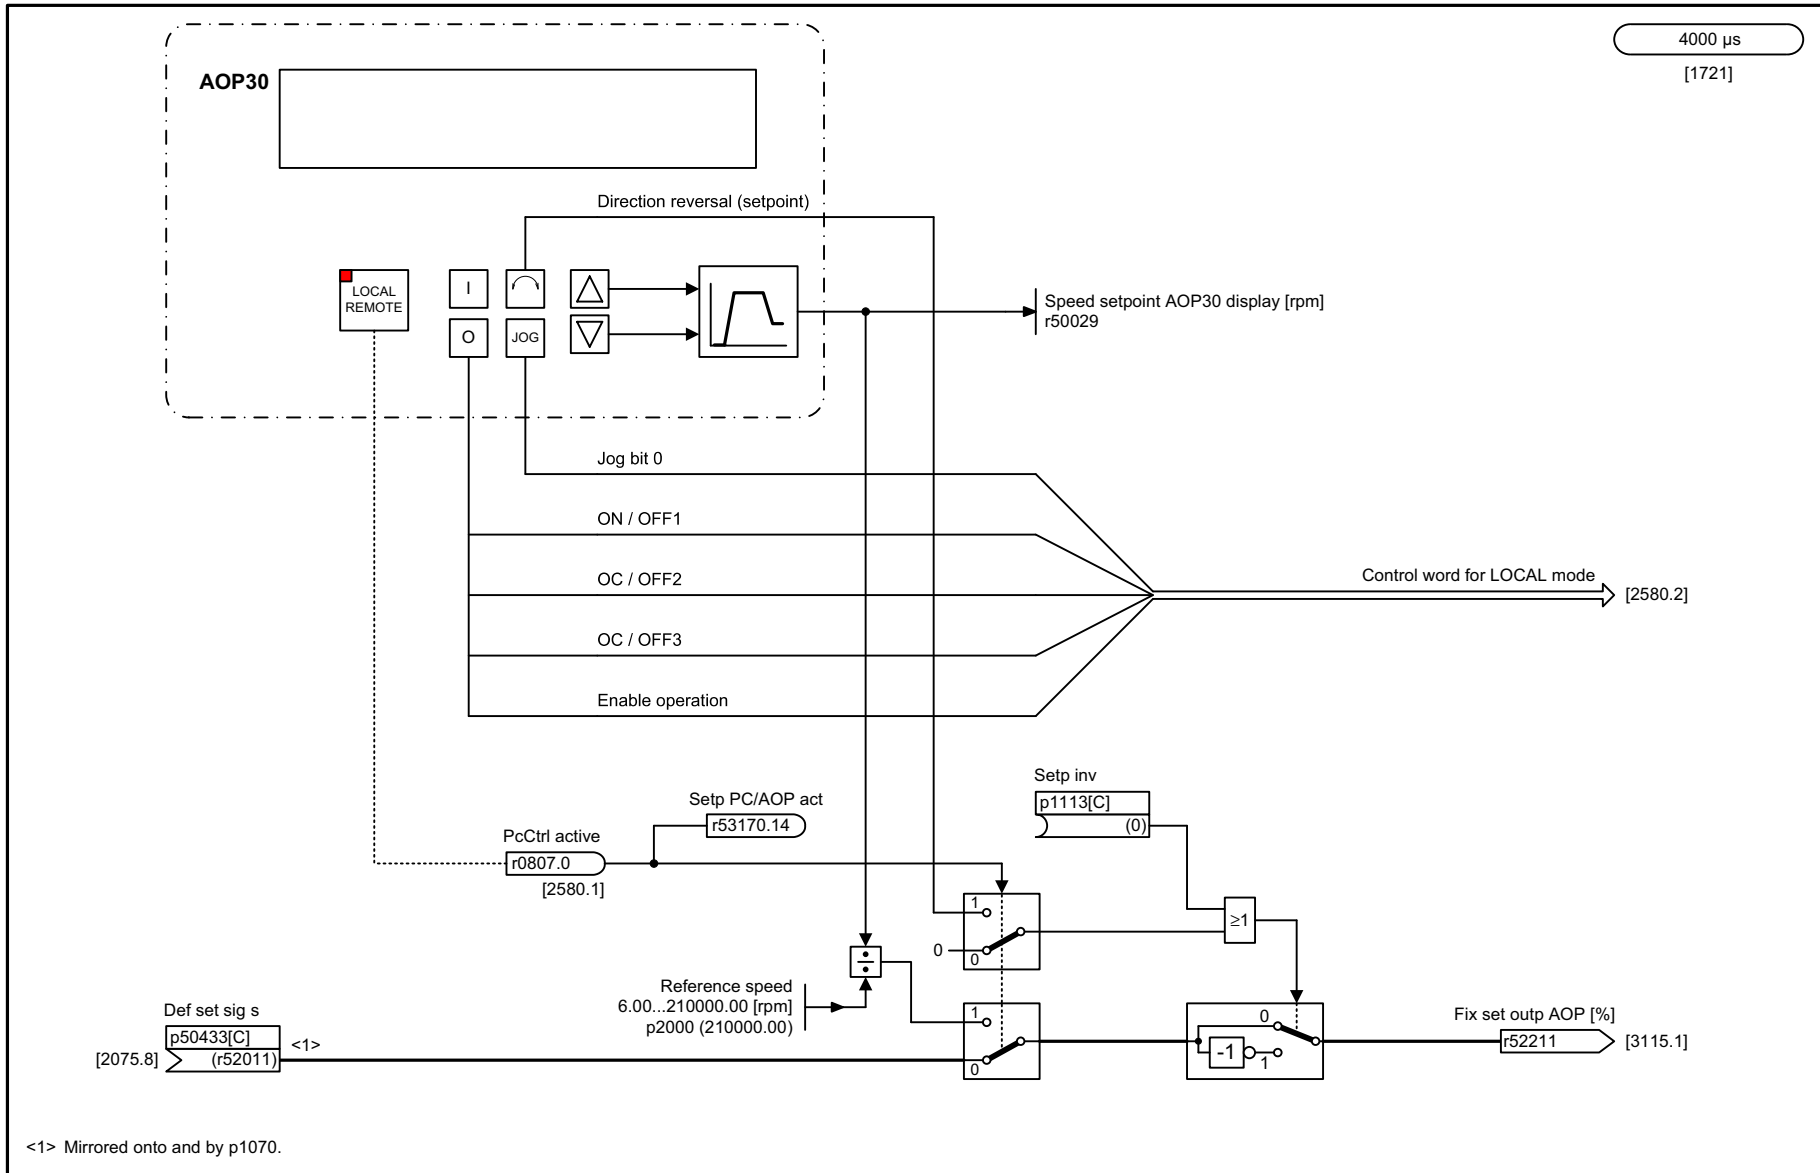 4000 µs
[1721]
AOP30
Direction reversal (setpoint)
LOCAL
REMOTE
I
O
JOG
Speed setpoint AOP30 display [rpm]
r50029
Jog bit 0
ON / OFF1
OC / OFF2
OC / OFF3
Enable operation
Control word for LOCAL mode
[2580.2]
Setp inv
p1113[C]
(0)
Setp PC/AOP act
r53170.14
PcCtrl active
r0807.0
[2580.1]
1
0
0
≥1
Reference speed
6.00...210000.00 [rpm]
p2000 (210000.00)
Def set sig s
p50433[C]
[2075.8]
(r52011)
<1>
1
0
0
-1
1
Fix set outp AOP [%]
r52211
[3115.1]
<1> Mirrored onto and by p1070.